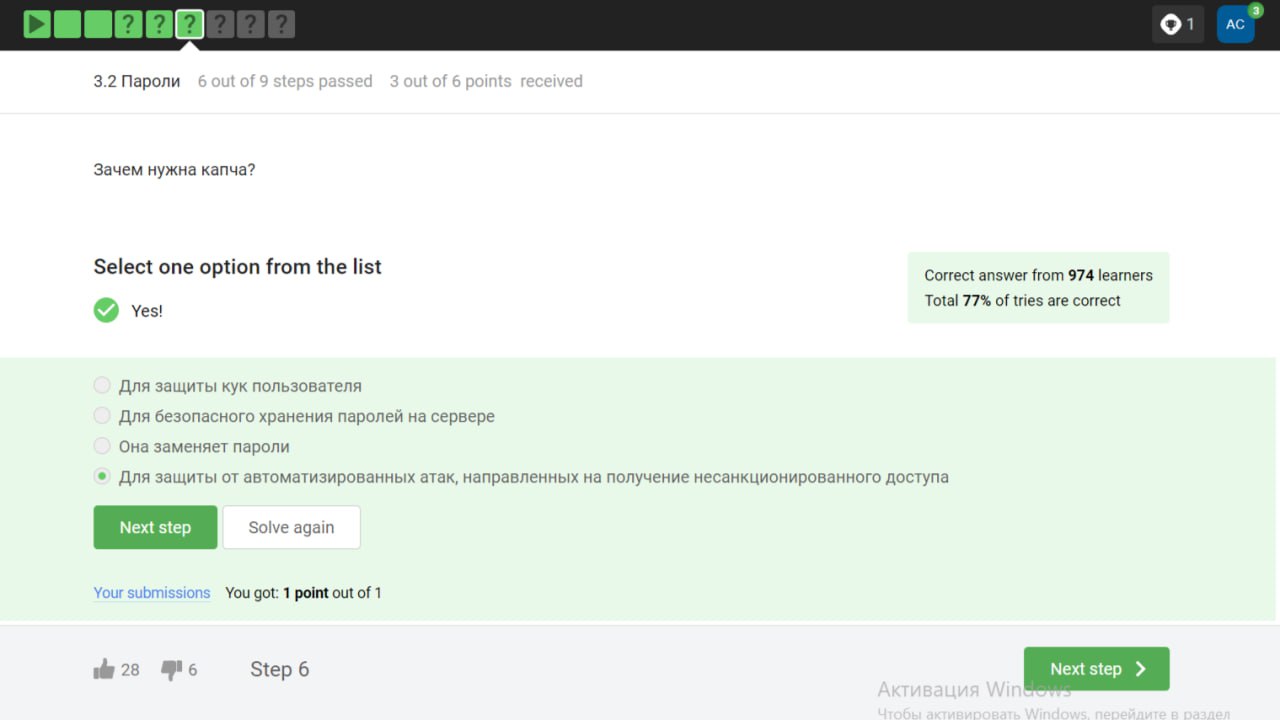 ? ? ? ? ? ?
1
AC
3
3.2 Пароли 6 out of 9 steps passed 3 out of 6 points received
Зачем нужна капча?
Select one option from the list
Yes!
Correct answer from 974 learners
Total 77% of tries are correct
Для защиты кук пользователя
Для безопасного хранения паролей на сервере
Она заменяет пароли
Для защиты от автоматизированных атак, направленных на получение несанкционированного доступа
Next step Solve again
Your submissions You got: 1 point out of 1
28 6 Step 6
Next step
Активация Windows
Чтобы активировать Windows, перейдите в раздел